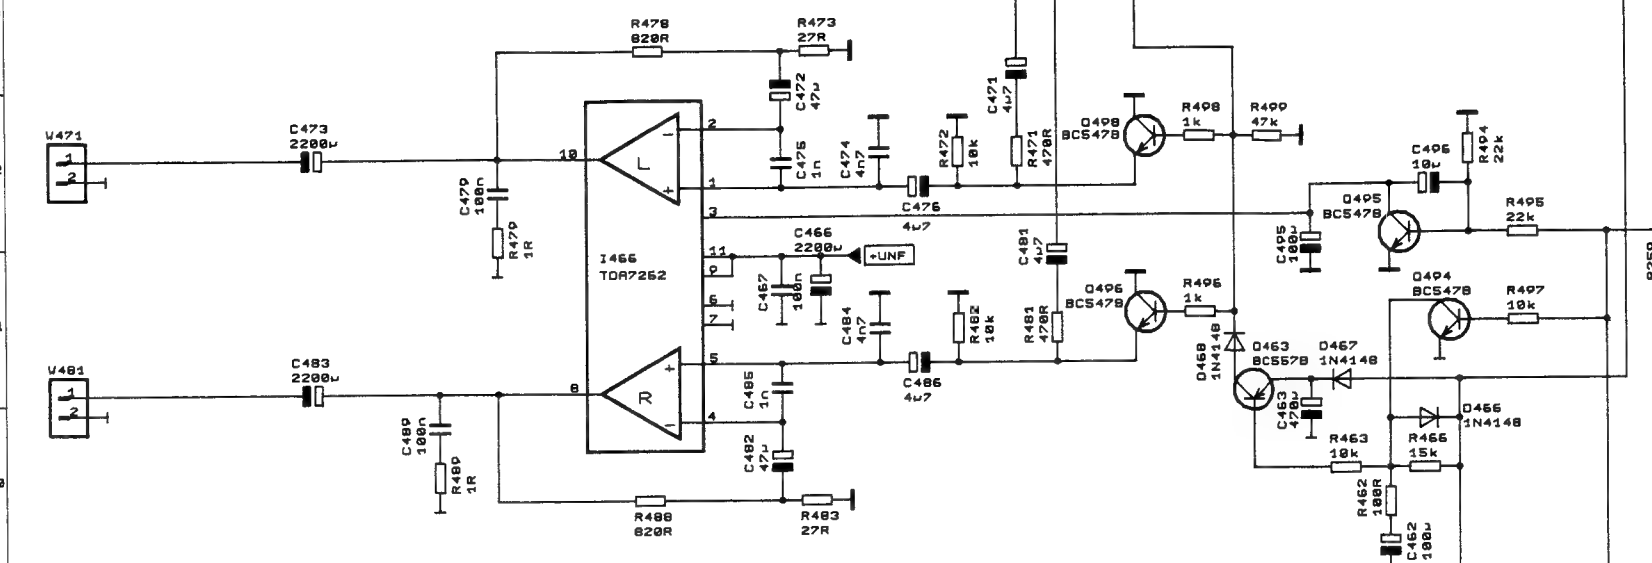 W471
1
2
C473
2200µ
R478
820R
R473
27R
C472
47µ
C479
100n
R479
1R
10
L
-
+
2
1
3
C475
1n
C474
4n7
C476
4µ7
R472
10k
C471
4µ7
R471
470R
Q498
BC547B
R498
1k
R499
47k
I466
TDA7262
11
9
6
7
C466
2200µ
+UNF
C467
100n
C484
4n7
C481
4µ7
R482
10k
R481
470R
Q496
BC547B
R496
1k
C496
10µ
R494
22k
Q495
BC547B
C495
100µ
R495
22k
Q494
BC547B
R497
10k
W481
1
2
C483
2200µ
8
R
+
-
5
4
C485
1n
C482
47µ
C486
4µ7
C489
100n
R489
1R
R488
820R
R483
27R
D468
1N4148
Q463
BC557B
D467
1N4148
C463
470µ
D466
1N4148
R463
10k
R466
15k
R462
100R
C462
100µ